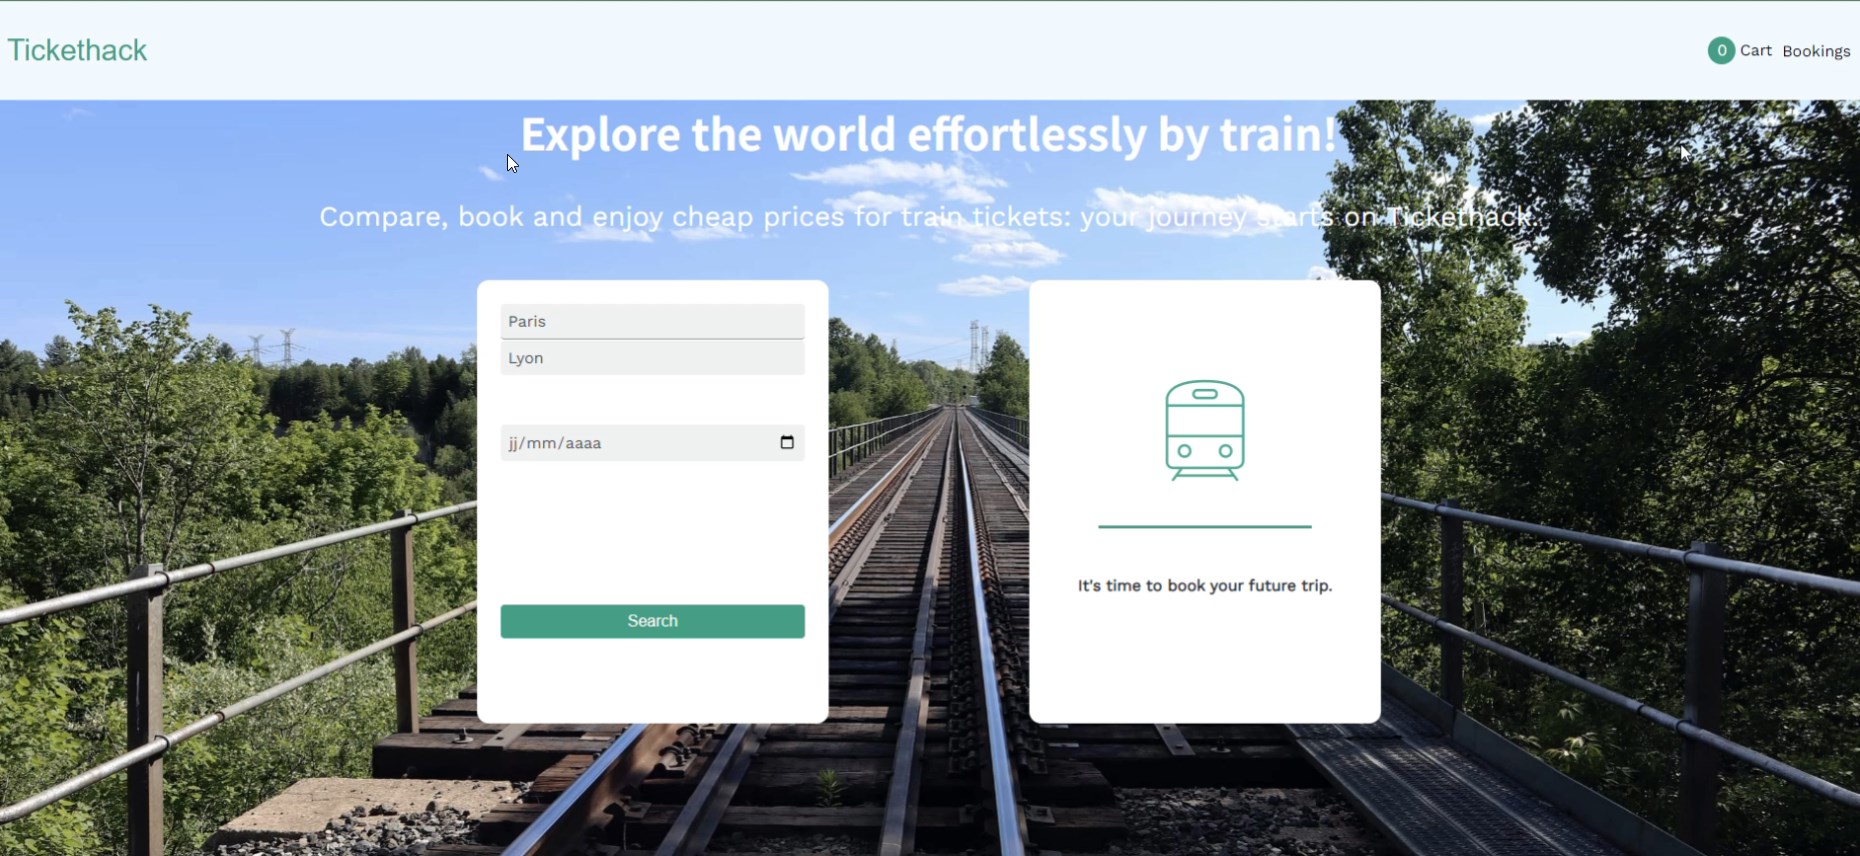 Tickethack
0 Cart Bookings
Explore the world effortlessly by train!
Compare, book and enjoy cheap prices for train tickets: your journey starts on Tickethack.
Paris
Lyon
jj/mm/aaaa
Search
It's time to book your future trip.